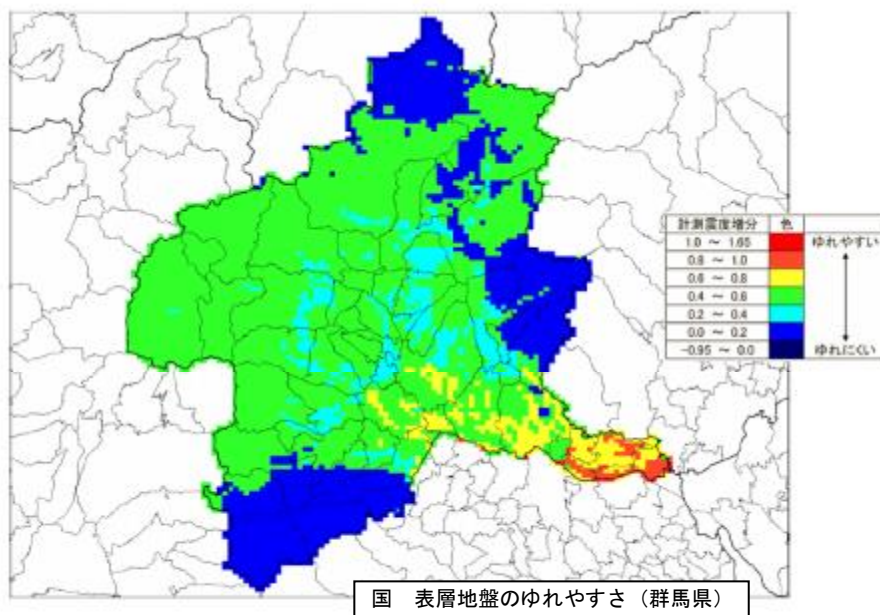 計測震度増分 色
1.0 ～ 1.65 ゆれやすい
0.8 ～ 1.0
0.6 ～ 0.8
0.4 ～ 0.6
0.2 ～ 0.4
0.0 ～ 0.2
-0.95 ～ 0.0 ゆれにくい
国 表層地盤のゆれやすさ（群馬県）